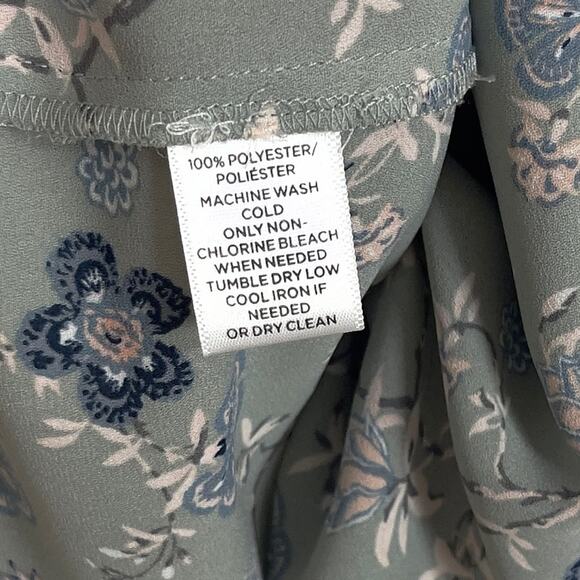 100% POLYESTER/
POLIÉSTER
MACHINE WASH
COLD
ONLY NON-
CHLORINE BLEACH
WHEN NEEDED
TUMBLE DRY LOW
COOL IRON IF
NEEDED
OR DRY CLEAN